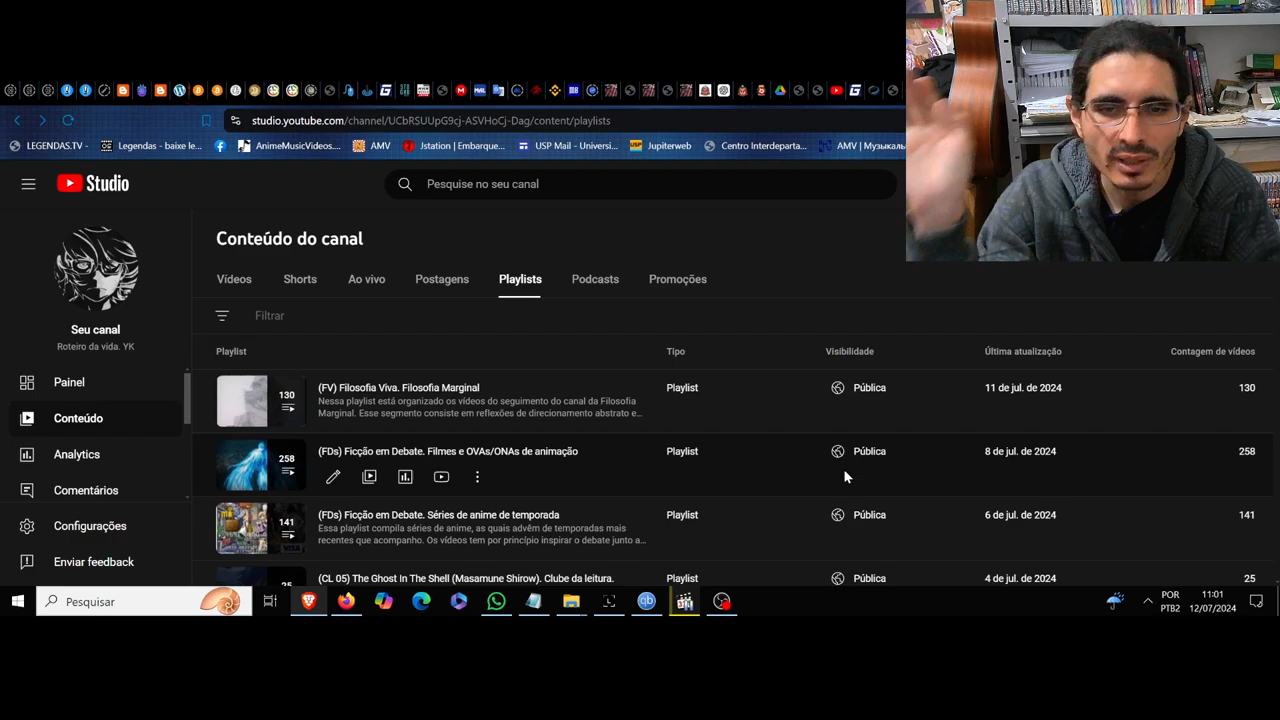 studio.youtube.com/channel/UCbRSUUpG9cj-ASVHoCj-Dag/content/playlists
LEGENDAS.TV -
Legendas - baixe le...
AnimeMusicVideos....
AMV
Jstation | Embarque...
USP Mail - Universi...
Jupiterweb
Centro Interdeparta...
AMV | Музыкаль
Studio
Pesquise no seu canal
Conteúdo do canal
Vídeos
Shorts
Ao vivo
Postagens
Playlists
Podcasts
Promoções
Filtrar
Seu canal
Roteiro da vida. YK
Painel
Conteúdo
Analytics
Comentários
Configurações
Enviar feedback
Playlist
Tipo
Visibilidade
Última atualização
Contagem de vídeos
130
(FV) Filosofia Viva. Filosofia Marginal
Nessa playlist está organizado os vídeos do seguimento do canal da Filosofia
Marginal. Esse segmento consiste em reflexões de direcionamento abstrato e...
Playlist
Pública
11 de jul. de 2024
130
258
(FDs) Ficção em Debate. Filmes e OVAs/ONAs de animação
Playlist
Pública
8 de jul. de 2024
258
141
(FDs) Ficção em Debate. Séries de anime de temporada
Essa playlist compila séries de anime, as quais advêm de temporadas mais
recentes que acompanho. Os vídeos tem por princípio inspirar o debate junto a...
Playlist
Pública
6 de jul. de 2024
141
25
(CL 05) The Ghost In The Shell (Masamune Shirow). Clube da leitura.
Playlist
Pública
4 de jul. de 2024
25
Pesquisar
POR
PTB2
11:01
12/07/2024